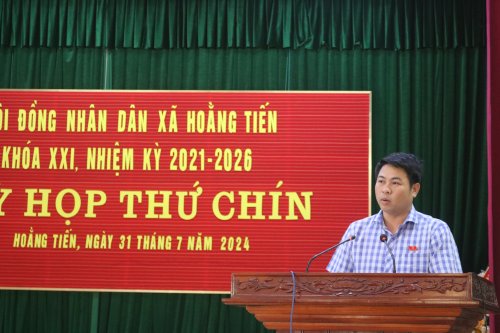 ỘI ĐỒNG NHÂN DÂN XÃ HOẰNG TIẾN
KHÓA XXI, NHIỆM KỲ 2021-2026
Ỳ HỌP THỨ CHÍN
HOẰNG TIẾN, NGÀY 31 THÁNG 7 NĂM 2024